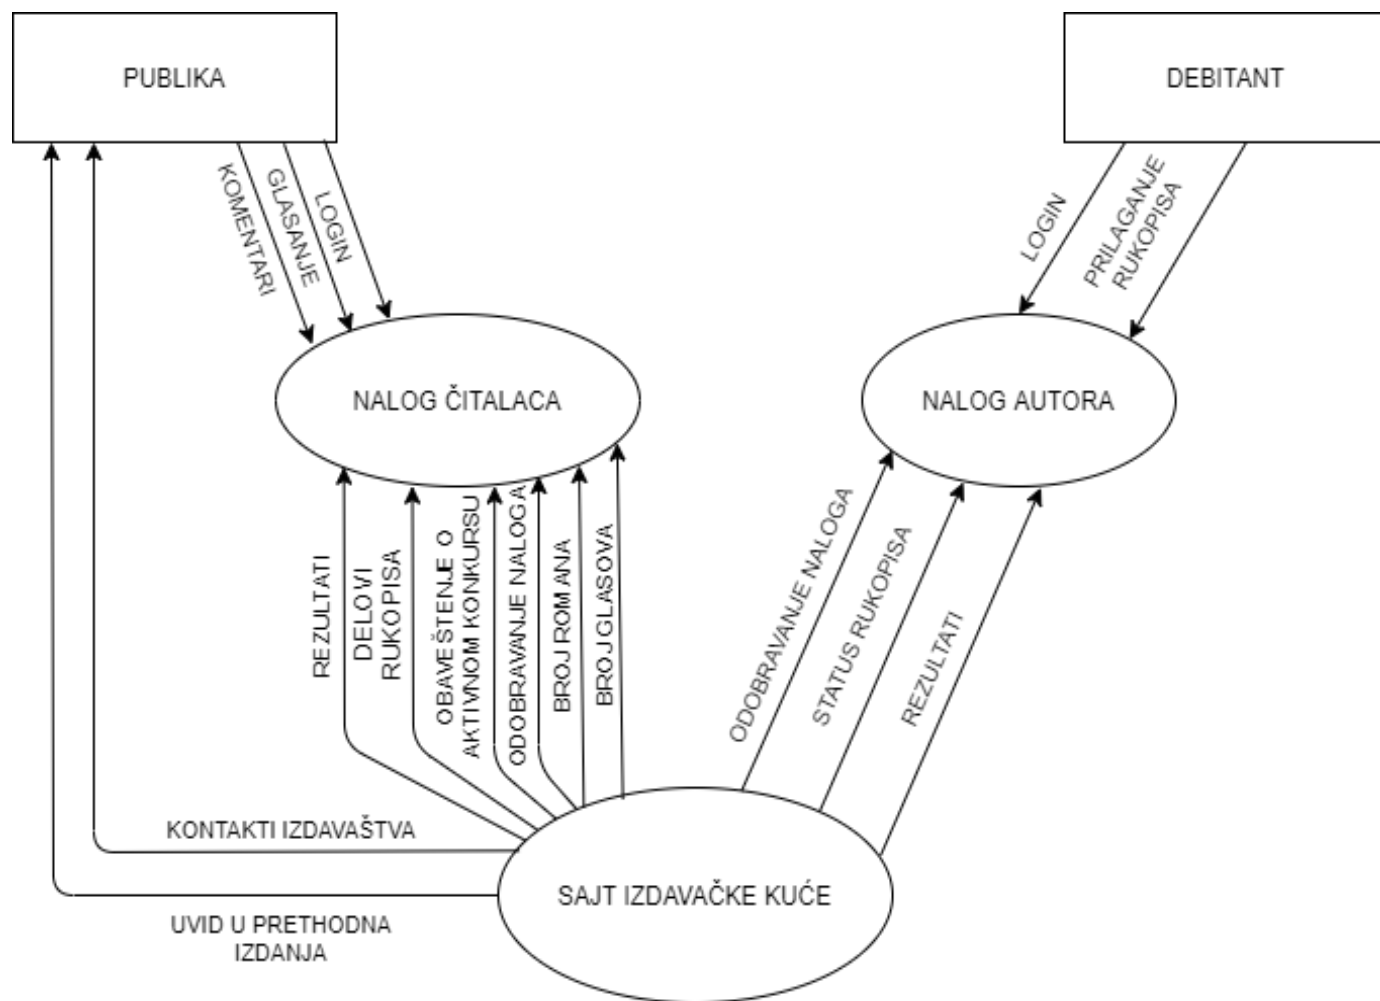 PUBLIKA
DEBITANT
KOMENTARI
GLASANJE
LOGIN
LOGIN
PRILAGANJE
RUKOPISA
NALOG ČITALACA
NALOG AUTORA
REZULTATI
DELOVI
RUKOPISA
OBAVEŠTENJE O
AKTIVNOM KONKURSU
ODOBRAVANJE NALOGA
BROJ ROMANA
BROJ GLASOVA
ODOBRAVANJE NALOGA
STATUS RUKOPISA
REZULTATI
KONTAKTI IZDAVAŠTVA
SAJT IZDAVAČKE KUĆE
UVID U PRETHODNA
IZDANJA